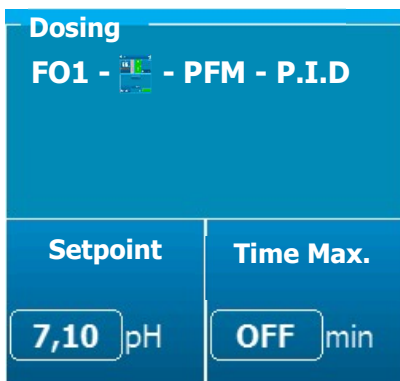 Dosing
FO1 - - PFM - P.I.D
Setpoint
Time Max.
7,10 pH
OFF min